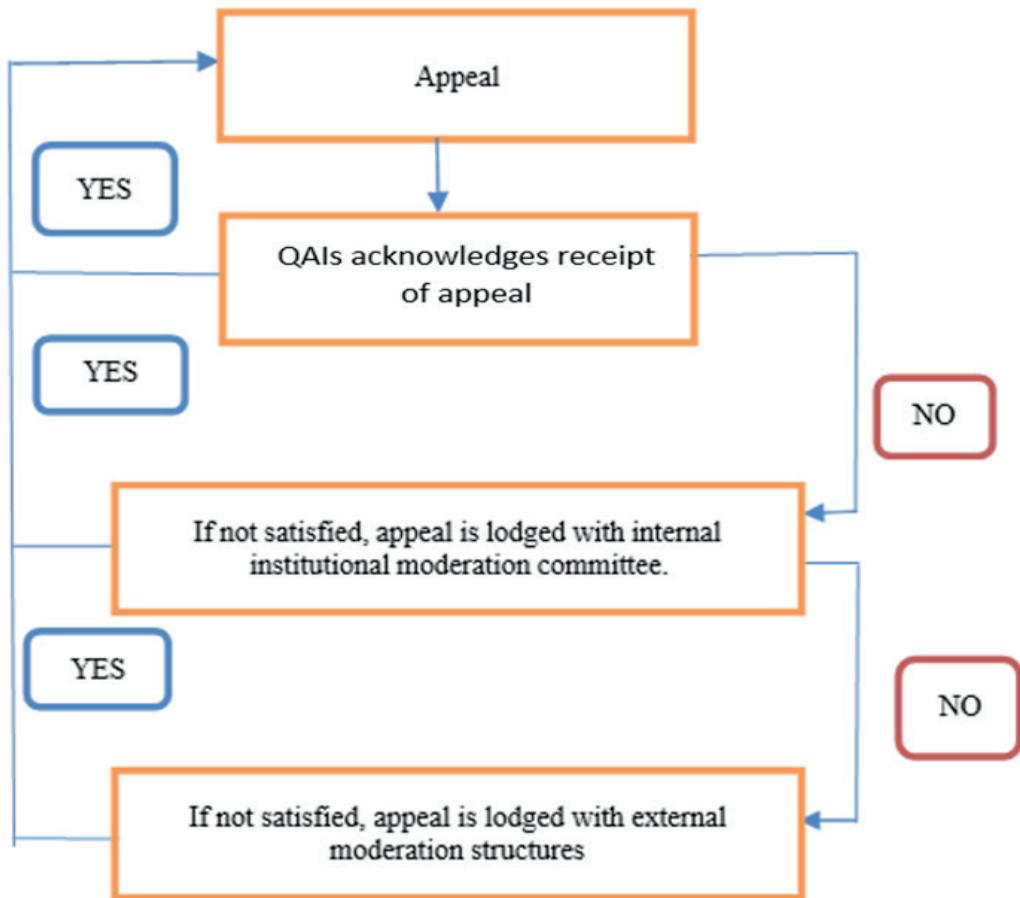 Appeal
YES
QAIs acknowledges receipt
of appeal
YES
NO
If not satisfied, appeal is lodged with internal
institutional moderation committee.
YES
NO
If not satisfied, appeal is lodged with external
moderation structures